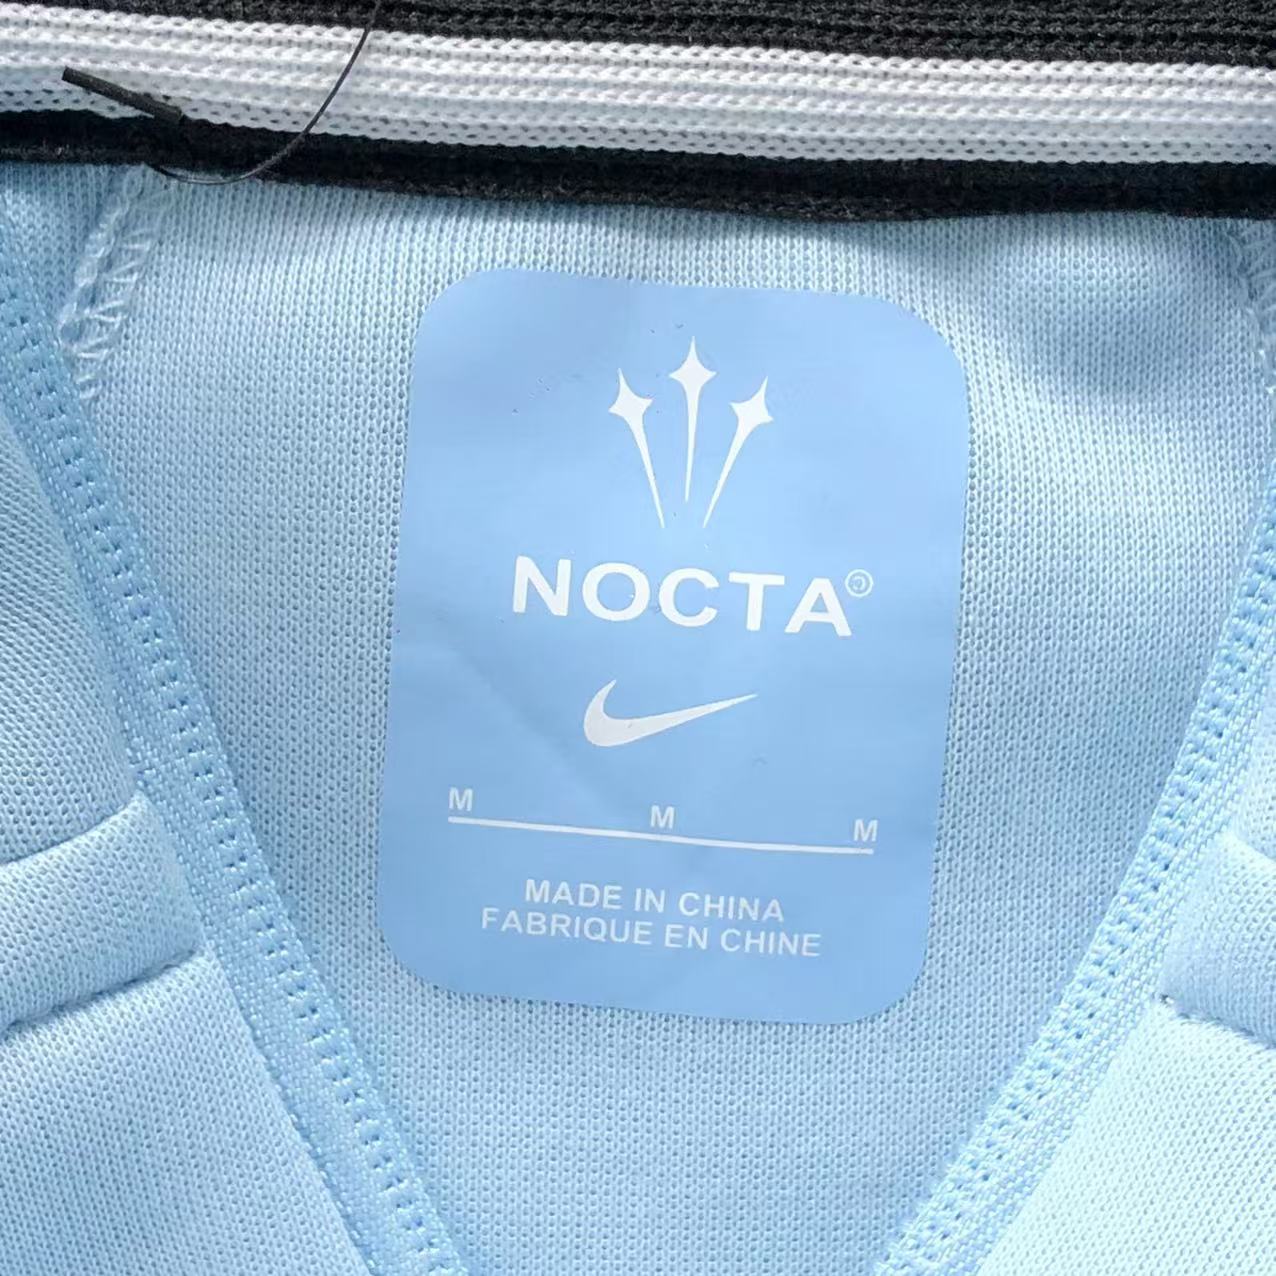 NOCTA©
M M M
MADE IN CHINA
FABRIQUE EN CHINE